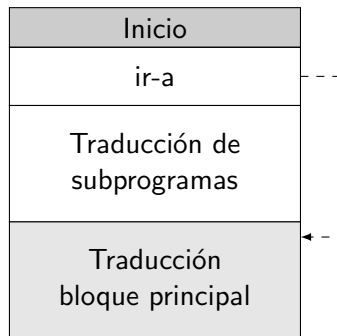 Inicio
ir-a
Traducción de
subprogramas
Traducción
bloque principal